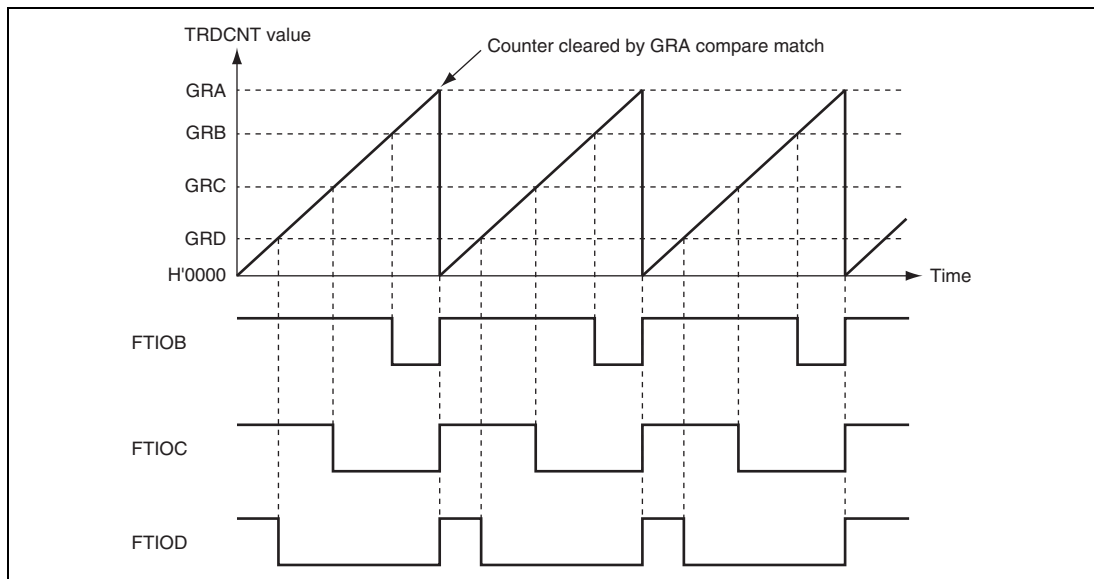 TRDCNT value
Counter cleared by GRA compare match
GRA
GRB
GRC
GRD
H'0000
Time
FTIOB
FTIOC
FTIOD